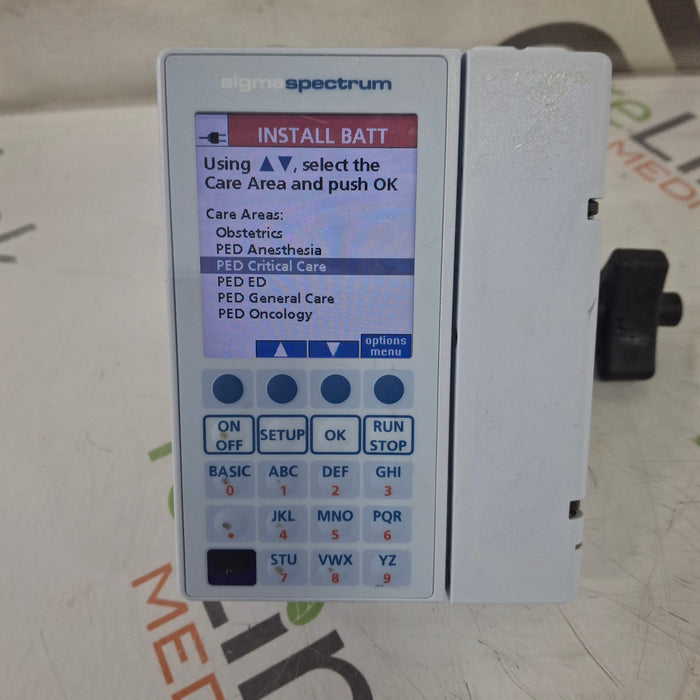 sigmaspectrum
INSTALL BATT
Using ▲▼, select the
Care Area and push OK
Care Areas:
Obstetrics
PED Anesthesia
PED Critical Care
PED ED
PED General Care
PED Oncology
▲ ▼ options
menu
ON
OFF
SETUP
OK
RUN
STOP
BASIC ABC DEF GHI
0 1 2 3
JKL MNO PQR
. 4 5 6
STU VWX YZ
7 8 9
MEDI
MED